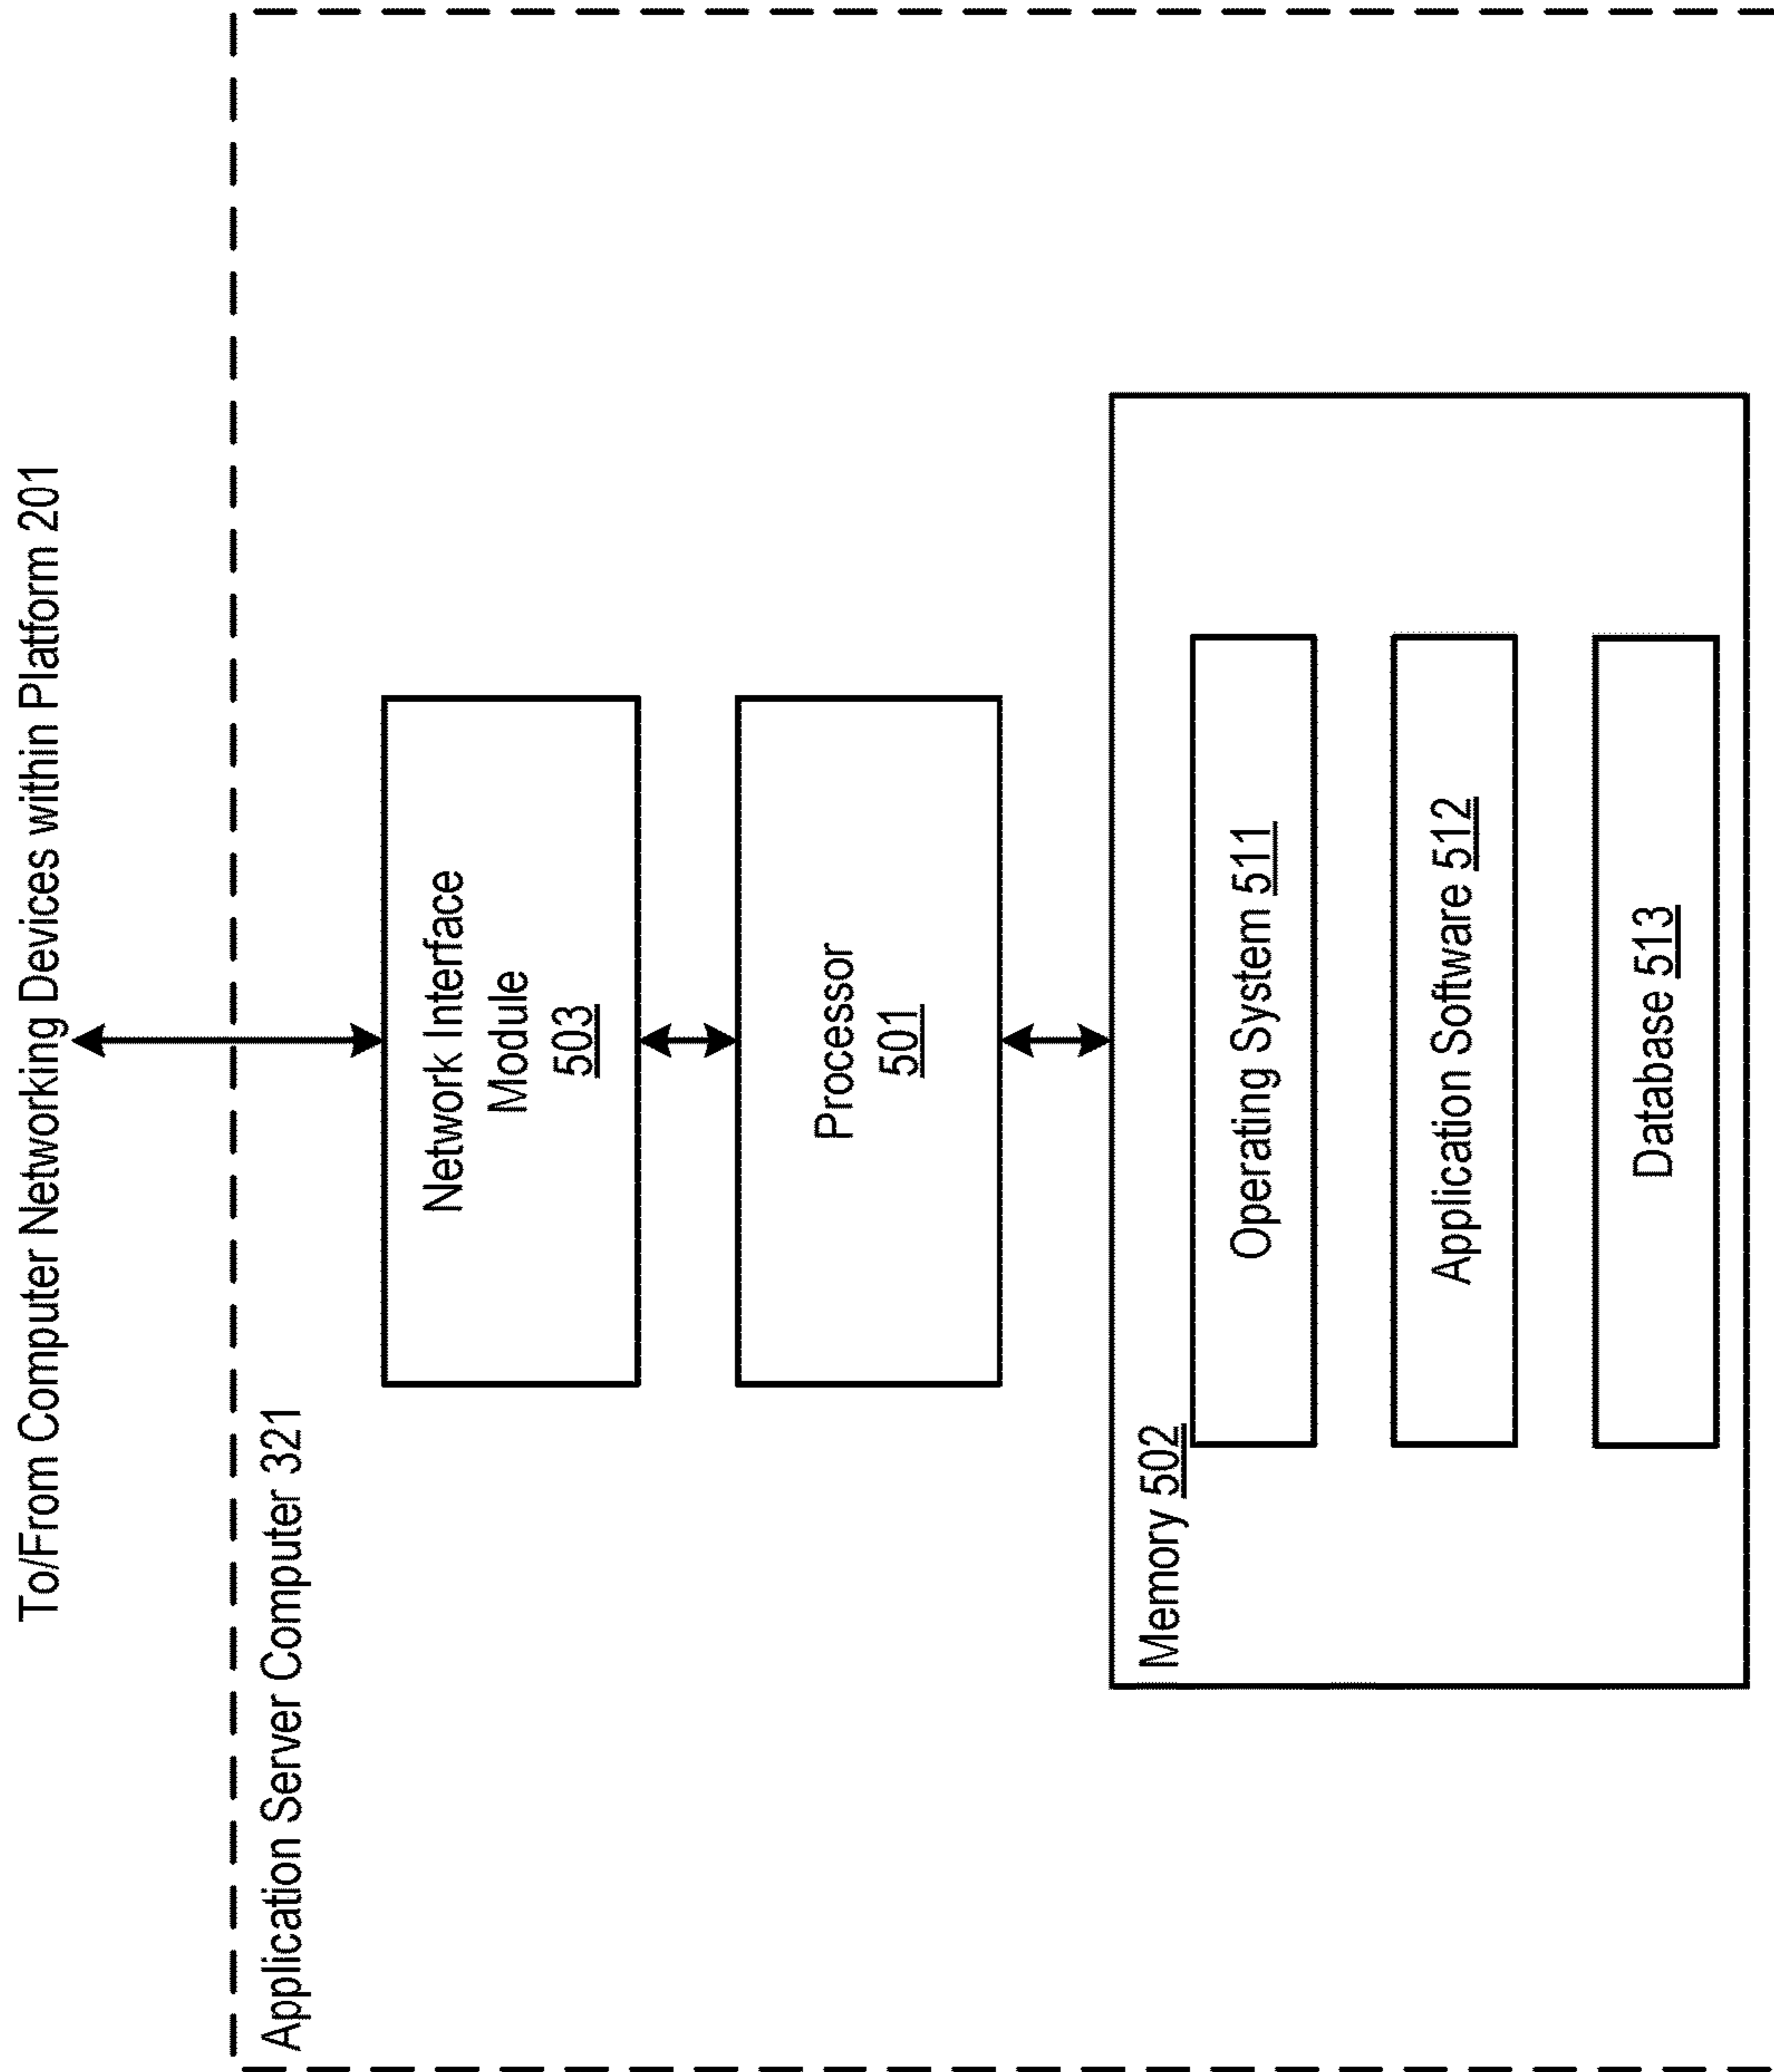 To/From Computer Networking Devices within Platform 201
Application Server Computer 321
Network Interface
Module
503
Processor
501
Memory 502
Operating System 511
Application Software 512
Database 513